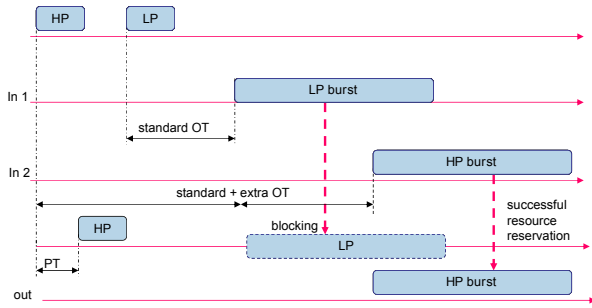 HP LP
In 1 LP burst
standard OT
In 2 HP burst
standard + extra OT
successful
resource
reservation
blocking
HP LP
PT
out HP burst